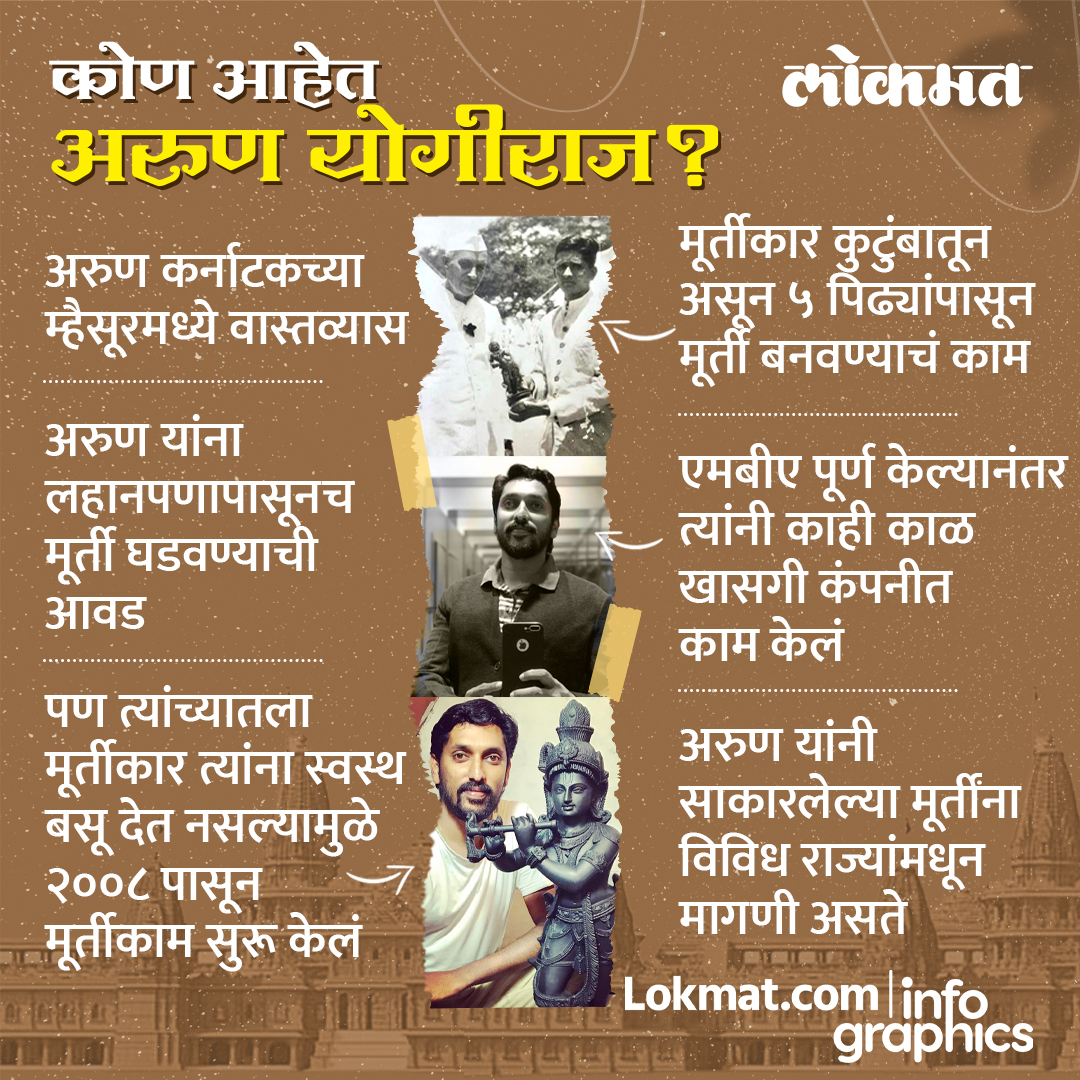 कोण आहेत
अरुण योगीराज?
लोकमत
अरुण कर्नाटकच्या
म्हैसूरमध्ये वास्तव्यास
मूर्तीकार कुटुंबातून
असून ५ पिढ्यांपासून
मूर्ती बनवण्याचं काम
अरुण यांना
लहानपणापासूनच
मूर्ती घडवण्याची
आवड
एमबीए पूर्ण केल्यानंतर
त्यांनी काही काळ
खासगी कंपनीत
काम केलं
पण त्यांच्यातला
मूर्तीकार त्यांना स्वस्थ
बसू देत नसल्यामुळे
२००८ पासून
मूर्तीकाम सुरू केलं
अरुण यांनी
साकारलेल्या मूर्तींना
विविध राज्यांमधून
मागणी असते
Lokmat.com | info
graphics